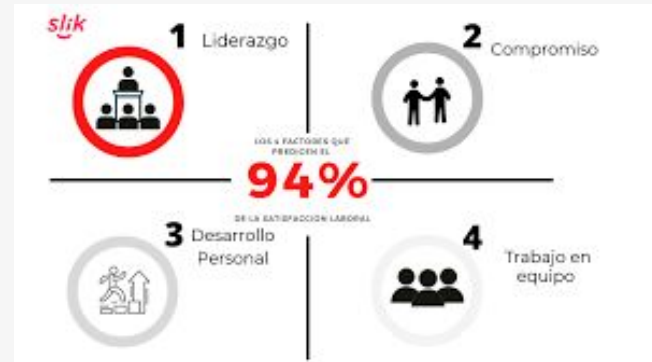 slik
1 Liderazgo
2 Compromiso
LOS 4 FACTORES QUE
PREDICEN EL
94%
DE LA SATISFACCIÓN LABORAL
3 Desarrollo
Personal
4 Trabajo en
equipo